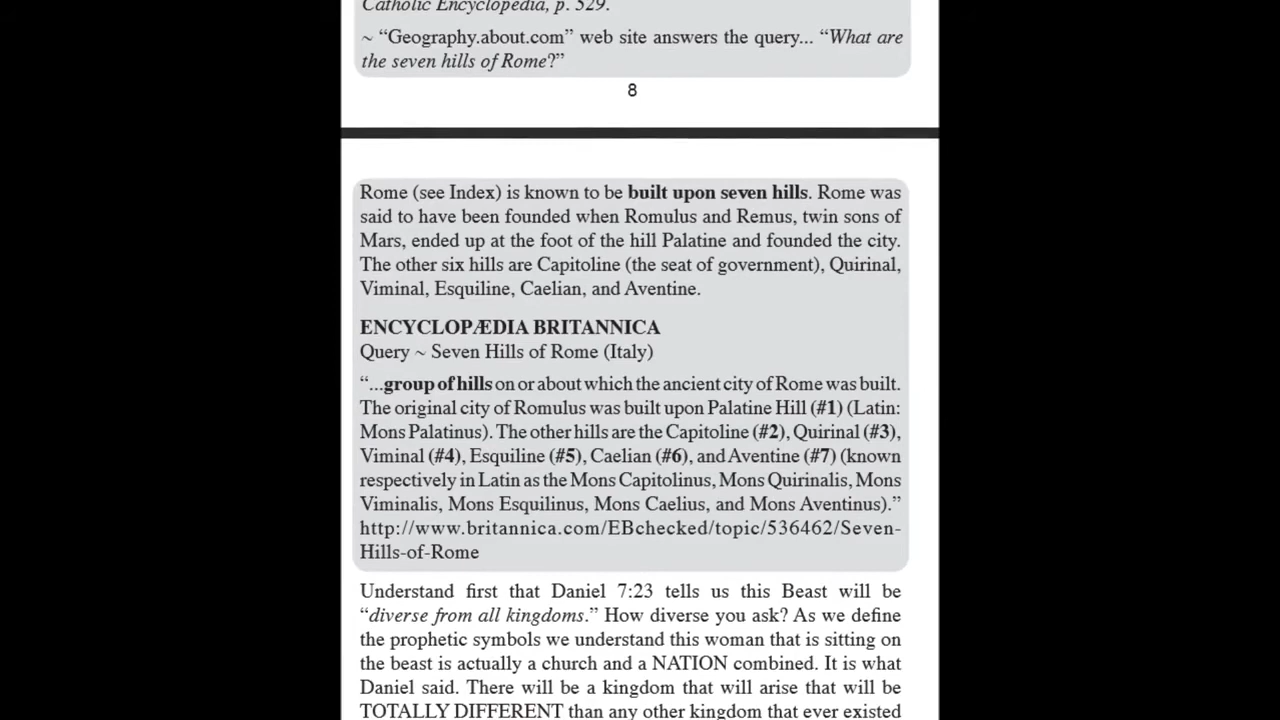 Catholic Encyclopedia, p. 529.
~ “Geography.about.com” web site answers the query... “What are
the seven hills of Rome?”
8
Rome (see Index) is known to be built upon seven hills. Rome was
said to have been founded when Romulus and Remus, twin sons of
Mars, ended up at the foot of the hill Palatine and founded the city.
The other six hills are Capitoline (the seat of government), Quirinal,
Viminal, Esquiline, Caelian, and Aventine.
ENCYCLOPÆDIA BRITANNICA
Query ~ Seven Hills of Rome (Italy)
“...group of hills on or about which the ancient city of Rome was built.
The original city of Romulus was built upon Palatine Hill (#1) (Latin:
Mons Palatinus). The other hills are the Capitoline (#2), Quirinal (#3),
Viminal (#4), Esquiline (#5), Caelian (#6), and Aventine (#7) (known
respectively in Latin as the Mons Capitolinus, Mons Quirinalis, Mons
Viminalis, Mons Esquilinus, Mons Caelius, and Mons Aventinus).”
http://www.britannica.com/EBchecked/topic/536462/Seven-
Hills-of-Rome
Understand first that Daniel 7:23 tells us this Beast will be
“diverse from all kingdoms.” How diverse you ask? As we define
the prophetic symbols we understand this woman that is sitting on
the beast is actually a church and a NATION combined. It is what
Daniel said. There will be a kingdom that will arise that will be
TOTALLY DIFFERENT than any other kingdom that ever existed